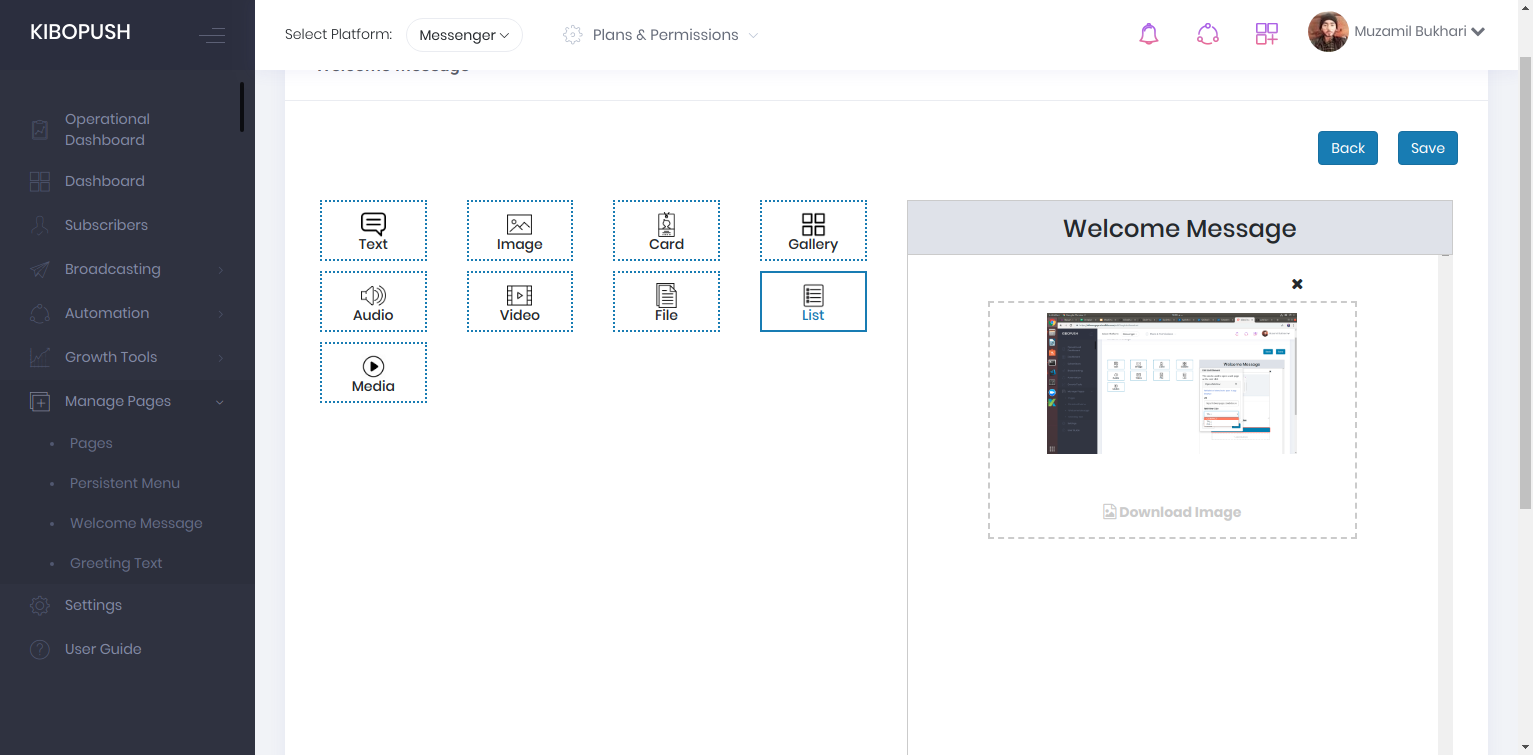 KIBOPUSH
Select Platform: Messenger
Plans & Permissions
Muzamil Bukhari
Welcome Message
Operational
Dashboard
Dashboard
Subscribers
Broadcasting
Automation
Growth Tools
Manage Pages
Pages
Persistent Menu
Welcome Message
Greeting Text
Settings
User Guide
Back Save
Text Image Card Gallery
Audio Video File List
Media
Welcome Message
Welcome Message
Download Image